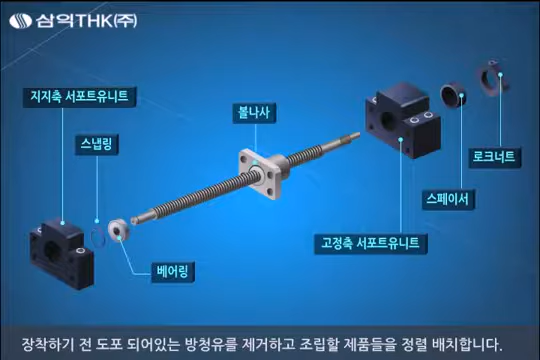 삼익THK(주)
지지축 서포트유니트
스냅링
볼나사
로크너트
스페이서
고정축 서포트유니트
베어링
장착하기 전 도포 되어있는 방청유를 제거하고 조립할 제품들을 정렬 배치합니다.